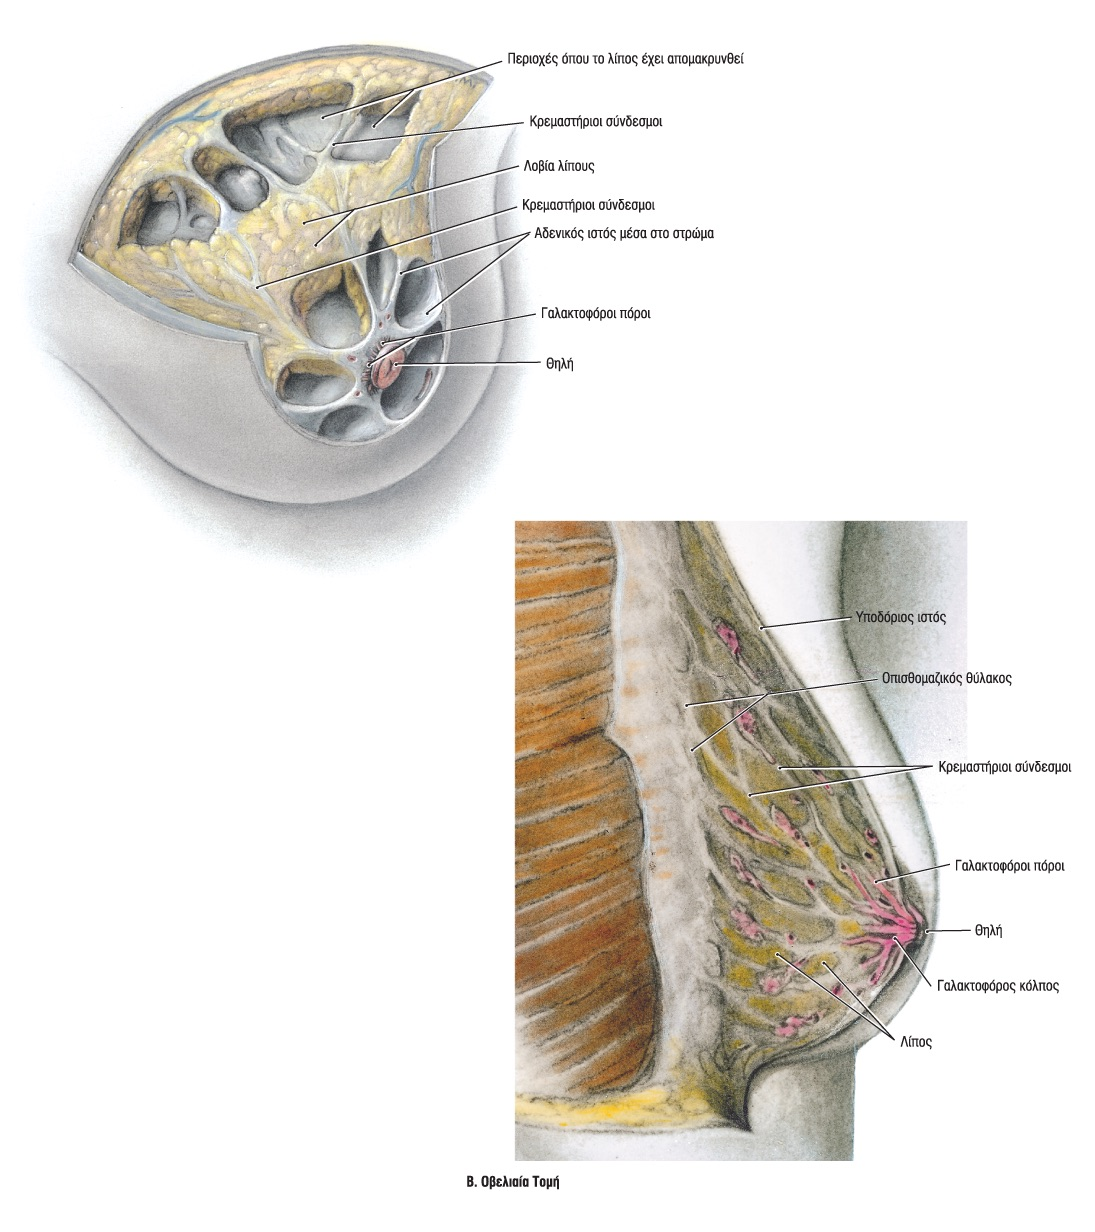 Περιοχές όπου το λίπος έχει απομακρυνθεί
Κρεμαστήριοι σύνδεσμοι
Λοβία λίπους
Κρεμαστήριοι σύνδεσμοι
Αδενικός ιστός μέσα στο στρώμα
Γαλακτοφόροι πόροι
Θηλή
Υποδόριος ιστός
Οπισθομαζικός θύλακος
Κρεμαστήριοι σύνδεσμοι
Γαλακτοφόροι πόροι
Θηλή
Γαλακτοφόρος κόλπος
Λίπος
Β. Οβελιαία Τομή